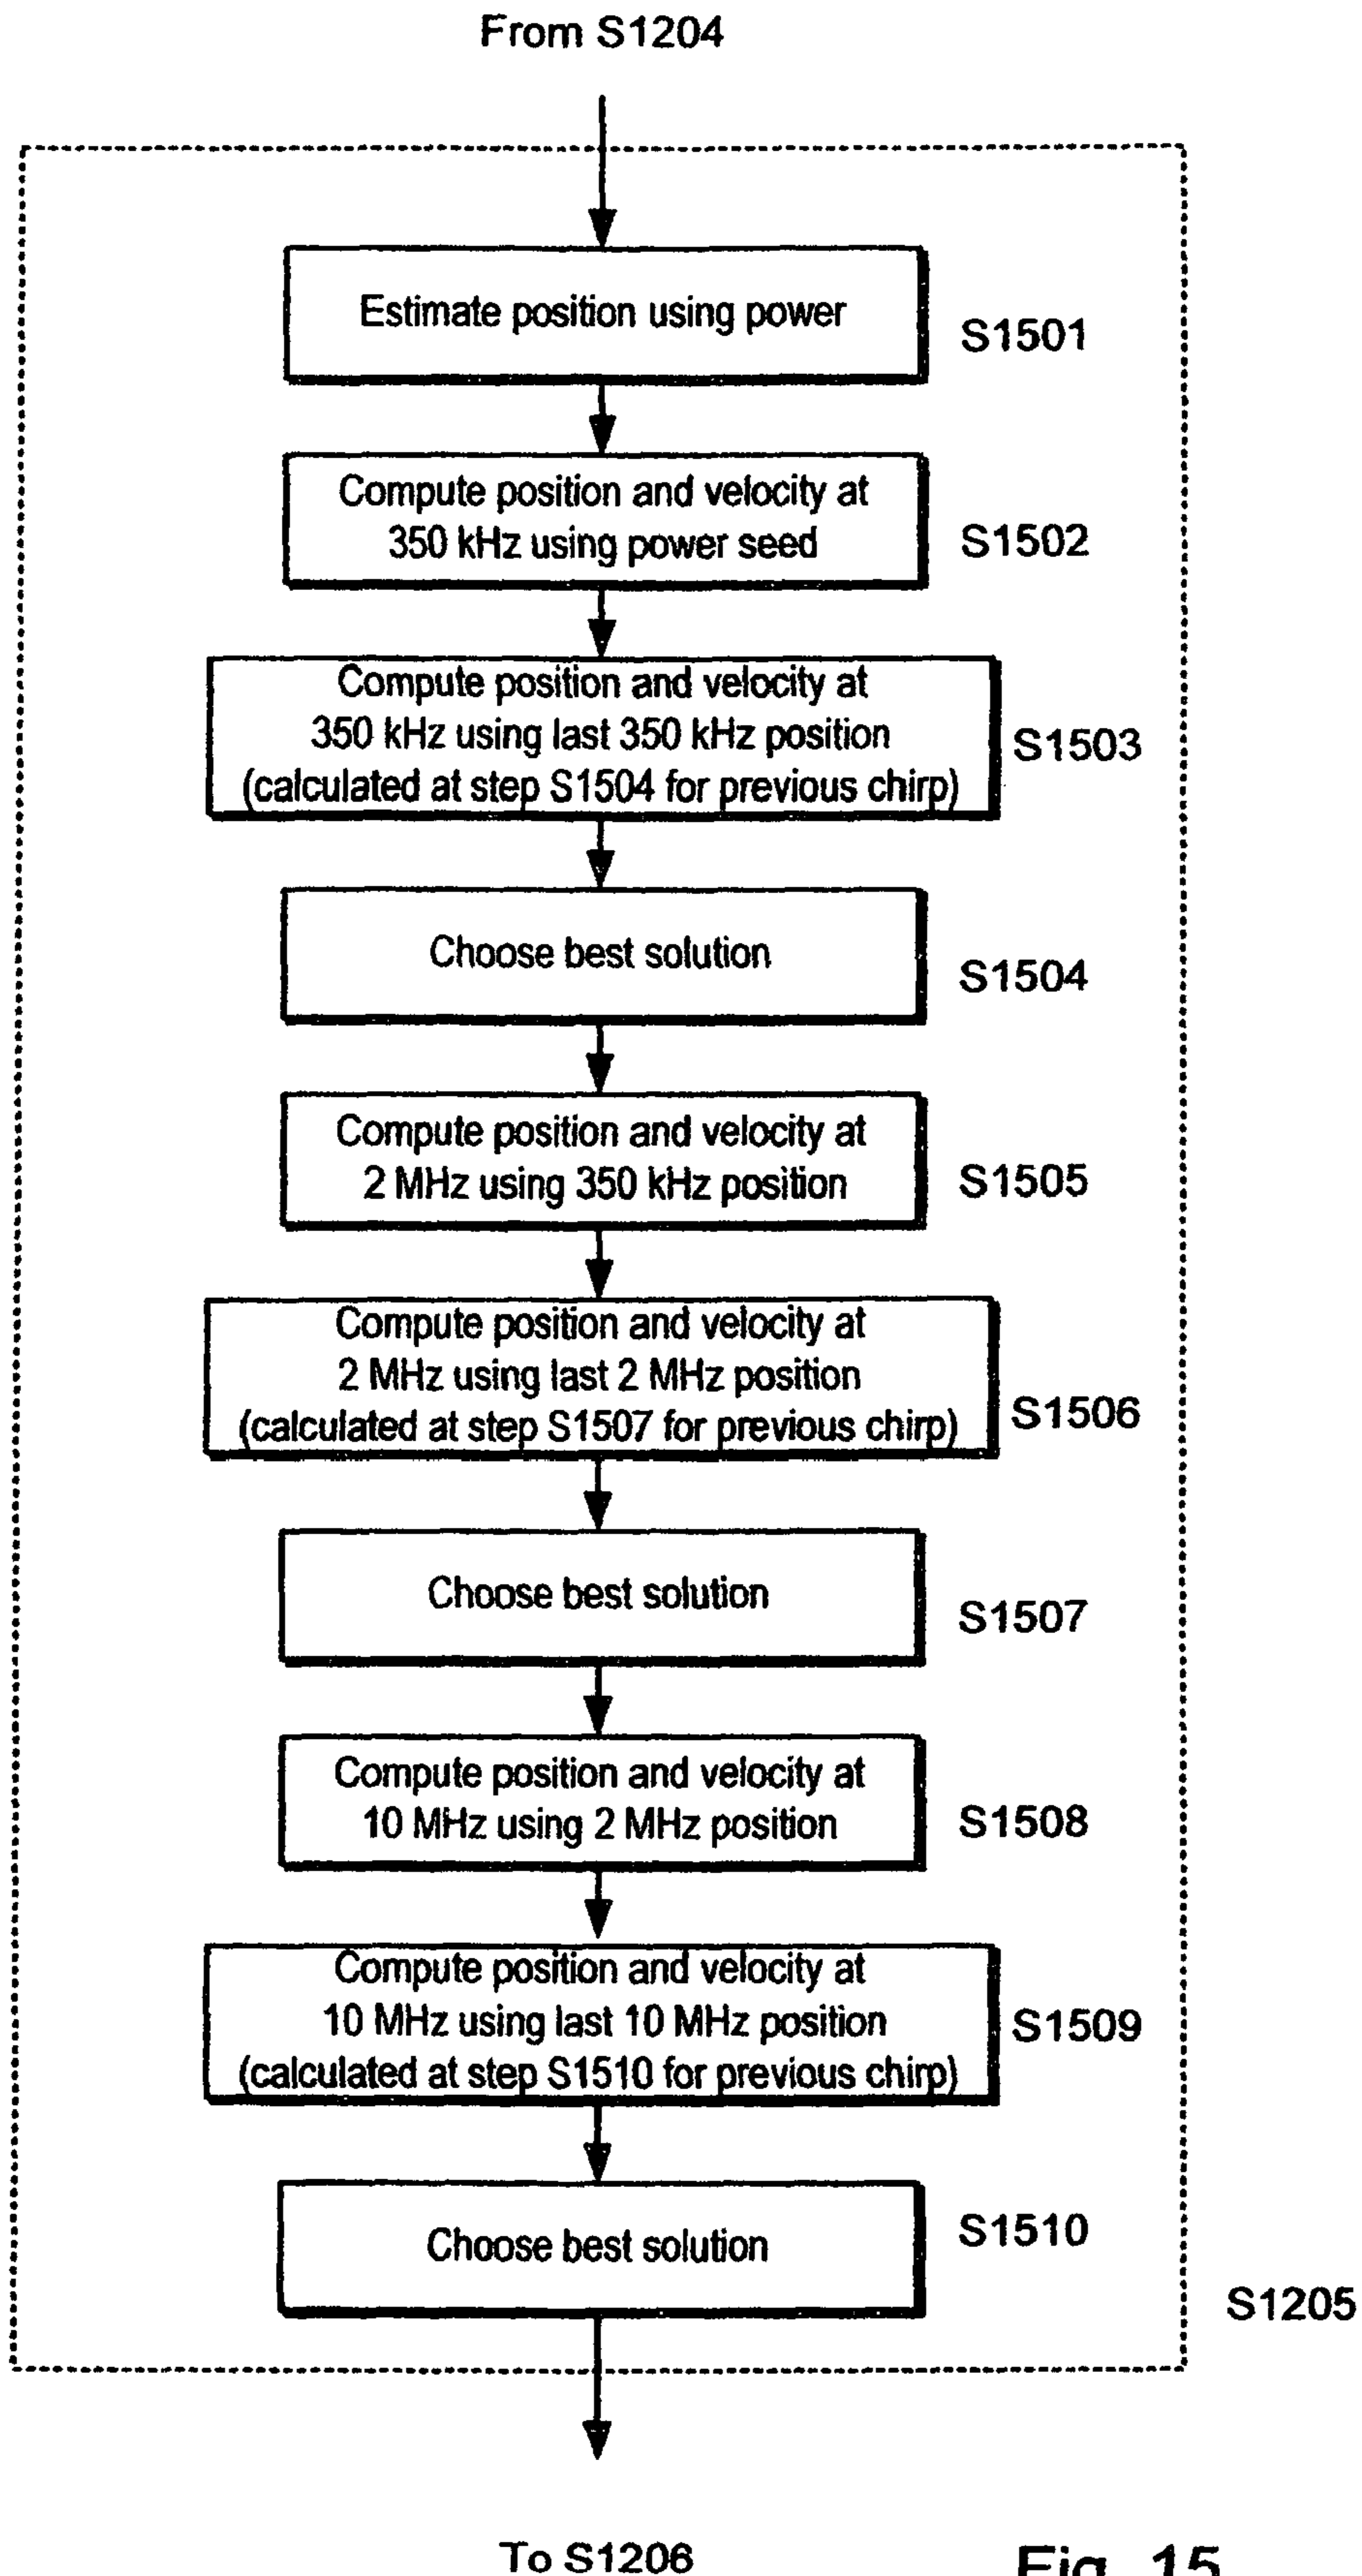 From S1204
Estimate position using power
S1501
Compute position and velocity at
350 kHz using power seed
S1502
Compute position and velocity at
350 kHz using last 350 kHz position
(calculated at step S1504 for previous chirp)
S1503
Choose best solution
S1504
Compute position and velocity at
2 MHz using 350 kHz position
S1505
Compute position and velocity at
2 MHz using last 2 MHz position
(calculated at step S1507 for previous chirp)
S1506
Choose best solution
S1507
Compute position and velocity at
10 MHz using 2 MHz position
S1508
Compute position and velocity at
10 MHz using last 10 MHz position
(calculated at step S1510 for previous chirp)
S1509
Choose best solution
S1510
S1205
To S1206
Fig. 15